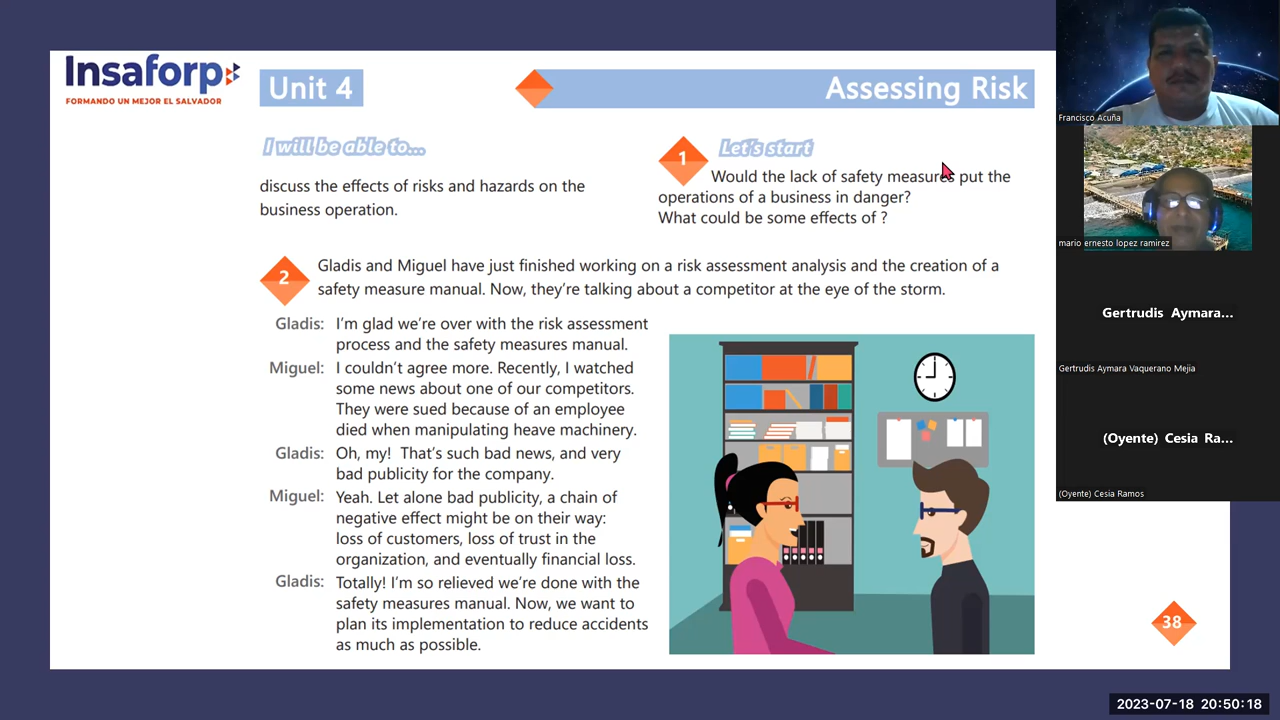 Insaforp
FORMANDO UN MEJOR EL SALVADOR
Unit 4
Assessing Risk
I will be able to...
discuss the effects of risks and hazards on the
business operation.
1
Let's start
Would the lack of safety measures put the
operations of a business in danger?
What could be some effects of ?
2
Gladis and Miguel have just finished working on a risk assessment analysis and the creation of a
safety measure manual. Now, they're talking about a competitor at the eye of the storm.
Gladis: I'm glad we're over with the risk assessment
process and the safety measures manual.
Miguel: I couldn't agree more. Recently, I watched
some news about one of our competitors.
They were sued because of an employee
died when manipulating heave machinery.
Gladis: Oh, my! That's such bad news, and very
bad publicity for the company.
Miguel: Yeah. Let alone bad publicity, a chain of
negative effect might be on their way:
loss of customers, loss of trust in the
organization, and eventually financial loss.
Gladis: Totally! I'm so relieved we're done with the
safety measures manual. Now, we want to
plan its implementation to reduce accidents
as much as possible.
38
Francisco Acuña
mario ernesto lopez ramirez
Gertrudis Aymara...
Gertrudis Aymara Vaquerano Mejia
(Oyente) Cesia Ra...
(Oyente) Cesia Ramos
2023-07-18 20:50:18